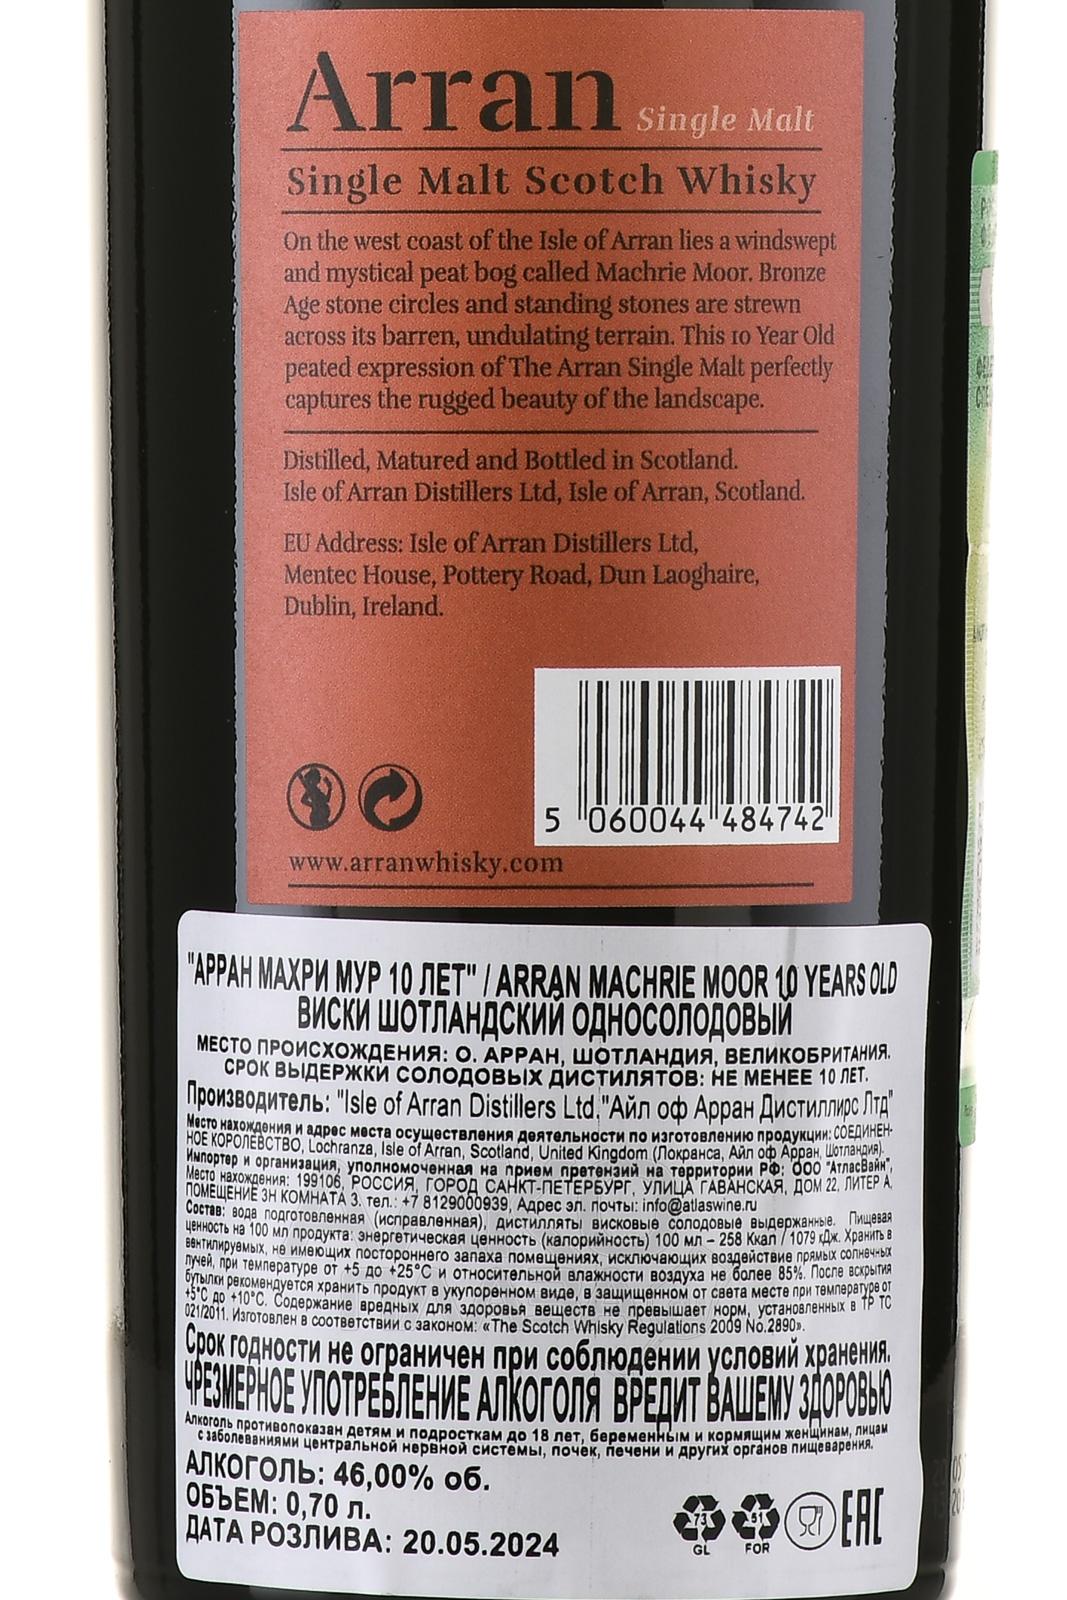 Arran Single Malt
Single Malt Scotch Whisky
On the west coast of the Isle of Arran lies a windswept
and mystical peat bog called Machrie Moor. Bronze
Age stone circles and standing stones are strewn
across its barren, undulating terrain. This 10 Year Old
peated expression of The Arran Single Malt perfectly
captures the rugged beauty of the landscape.
Distilled, Matured and Bottled in Scotland.
Isle of Arran Distillers Ltd, Isle of Arran, Scotland.
EU Address: Isle of Arran Distillers Ltd,
Mentec House, Pottery Road, Dun Laoghaire,
Dublin, Ireland.
5 060044 484742
www.arranwhisky.com
"АРРАН МАХРИ МУР 10 ЛЕТ" / ARRAN MACHRIE MOOR 10 YEARS OLD
ВИСКИ ШОТЛАНДСКИЙ ОДНОСОЛОДОВЫЙ
МЕСТО ПРОИСХОЖДЕНИЯ: О. АРРАН, ШОТЛАНДИЯ, ВЕЛИКОБРИТАНИЯ.
СРОК ВЫДЕРЖКИ СОЛОДОВЫХ ДИСТИЛЯТОВ: НЕ МЕНЕЕ 10 ЛЕТ.
Производитель: "Isle of Arran Distillers Ltd."Айл оф Арран Дистиллирс Лтд"
Место нахождения и адрес места осуществления деятельности по изготовлению продукции: СОЕДИНЕН-
НОЕ КОРОЛЕВСТВО, Lochranza, Isle of Arran, Scotland, United Kingdom (Локранса, Айл оф Арран, Шотландия).
Импортер и организация, уполномоченная на прием претензий на территории РФ: ООО "АтласВайн",
Место нахождения: 199106, РОССИЯ, ГОРОД САНКТ-ПЕТЕРБУРГ, УЛИЦА ГАВАНСКАЯ, ДОМ 22, ЛИТЕР А,
ПОМЕЩЕНИЕ 3Н КОМНАТА 3. тел.: +7 8129000939, Адрес эл. почты: info@atlaswine.ru
Состав: вода подготовленная (исправленная), дистилляты висковые солодовые выдержанные. Пищевая
ценность на 100 мл продукта: энергетическая ценность (калорийность) 100 мл – 258 Ккал / 1079 кДж. Хранить в
вентилируемых, не имеющих постороннего запаха помещениях, исключающих воздействие прямых солнечных
лучей, при температуре от +5 до +25°С и относительной влажности воздуха не более 85%. После вскрытия
бутылки рекомендуется хранить продукт в укупоренном виде, в защищенном от света месте при температуре от
+5°С до +10°С. Содержание вредных для здоровья веществ не превышает норм, установленных в ТР ТС
021/2011. Изготовлен в соответствии с законом: «The Scotch Whisky Regulations 2009 No.2890».
Срок годности не ограничен при соблюдении условий хранения.
ЧРЕЗМЕРНОЕ УПОТРЕБЛЕНИЕ АЛКОГОЛЯ ВРЕДИТ ВАШЕМУ ЗДОРОВЬЮ
Алкоголь противопоказан детям и подросткам до 18 лет, беременным и кормящим женщинам, лицам
с заболеваниями центральной нервной системы, почек, печени и других органов пищеварения.
АЛКОГОЛЬ: 46,00% об.
ОБЪЕМ: 0,70 л.
ДАТА РОЗЛИВА: 20.05.2024
73 51 EAC
GL FOR